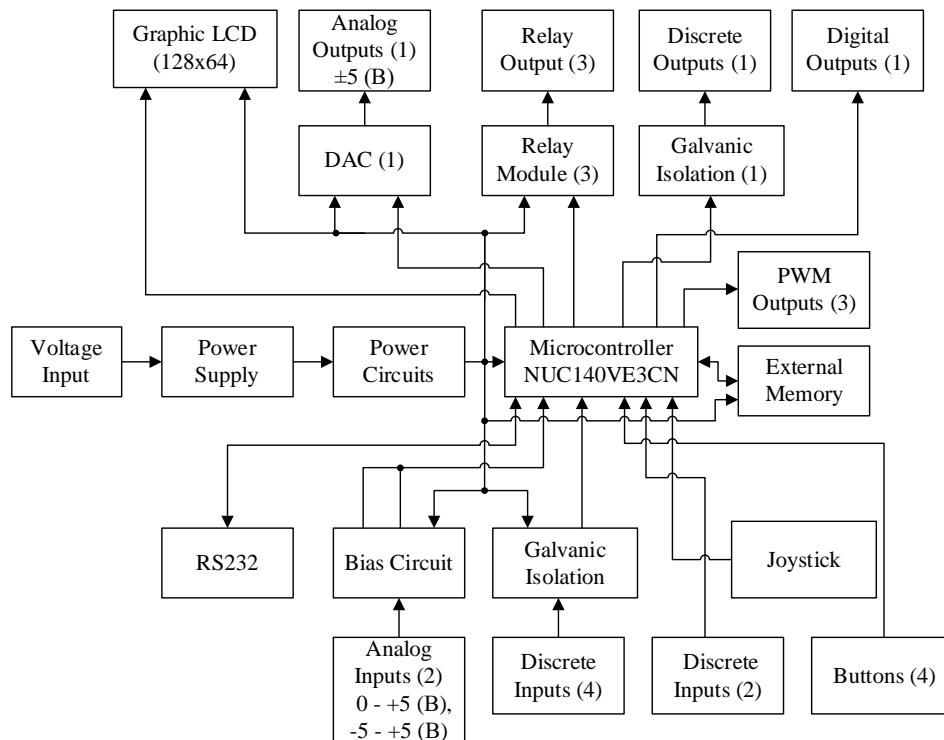 Graphic LCD
(128x64)
Analog
Outputs (1)
±5 (B)
Relay
Output (3)
Discrete
Outputs (1)
Digital
Outputs (1)
DAC (1)
Relay
Module (3)
Galvanic
Isolation (1)
PWM
Outputs (3)
Voltage
Input
Power
Supply
Power
Circuits
Microcontroller
NUC140VE3CN
External
Memory
RS232
Bias Circuit
Galvanic
Isolation
Joystick
Analog
Inputs (2)
0 - +5 (B),
-5 - +5 (B)
Discrete
Inputs (4)
Discrete
Inputs (2)
Buttons (4)